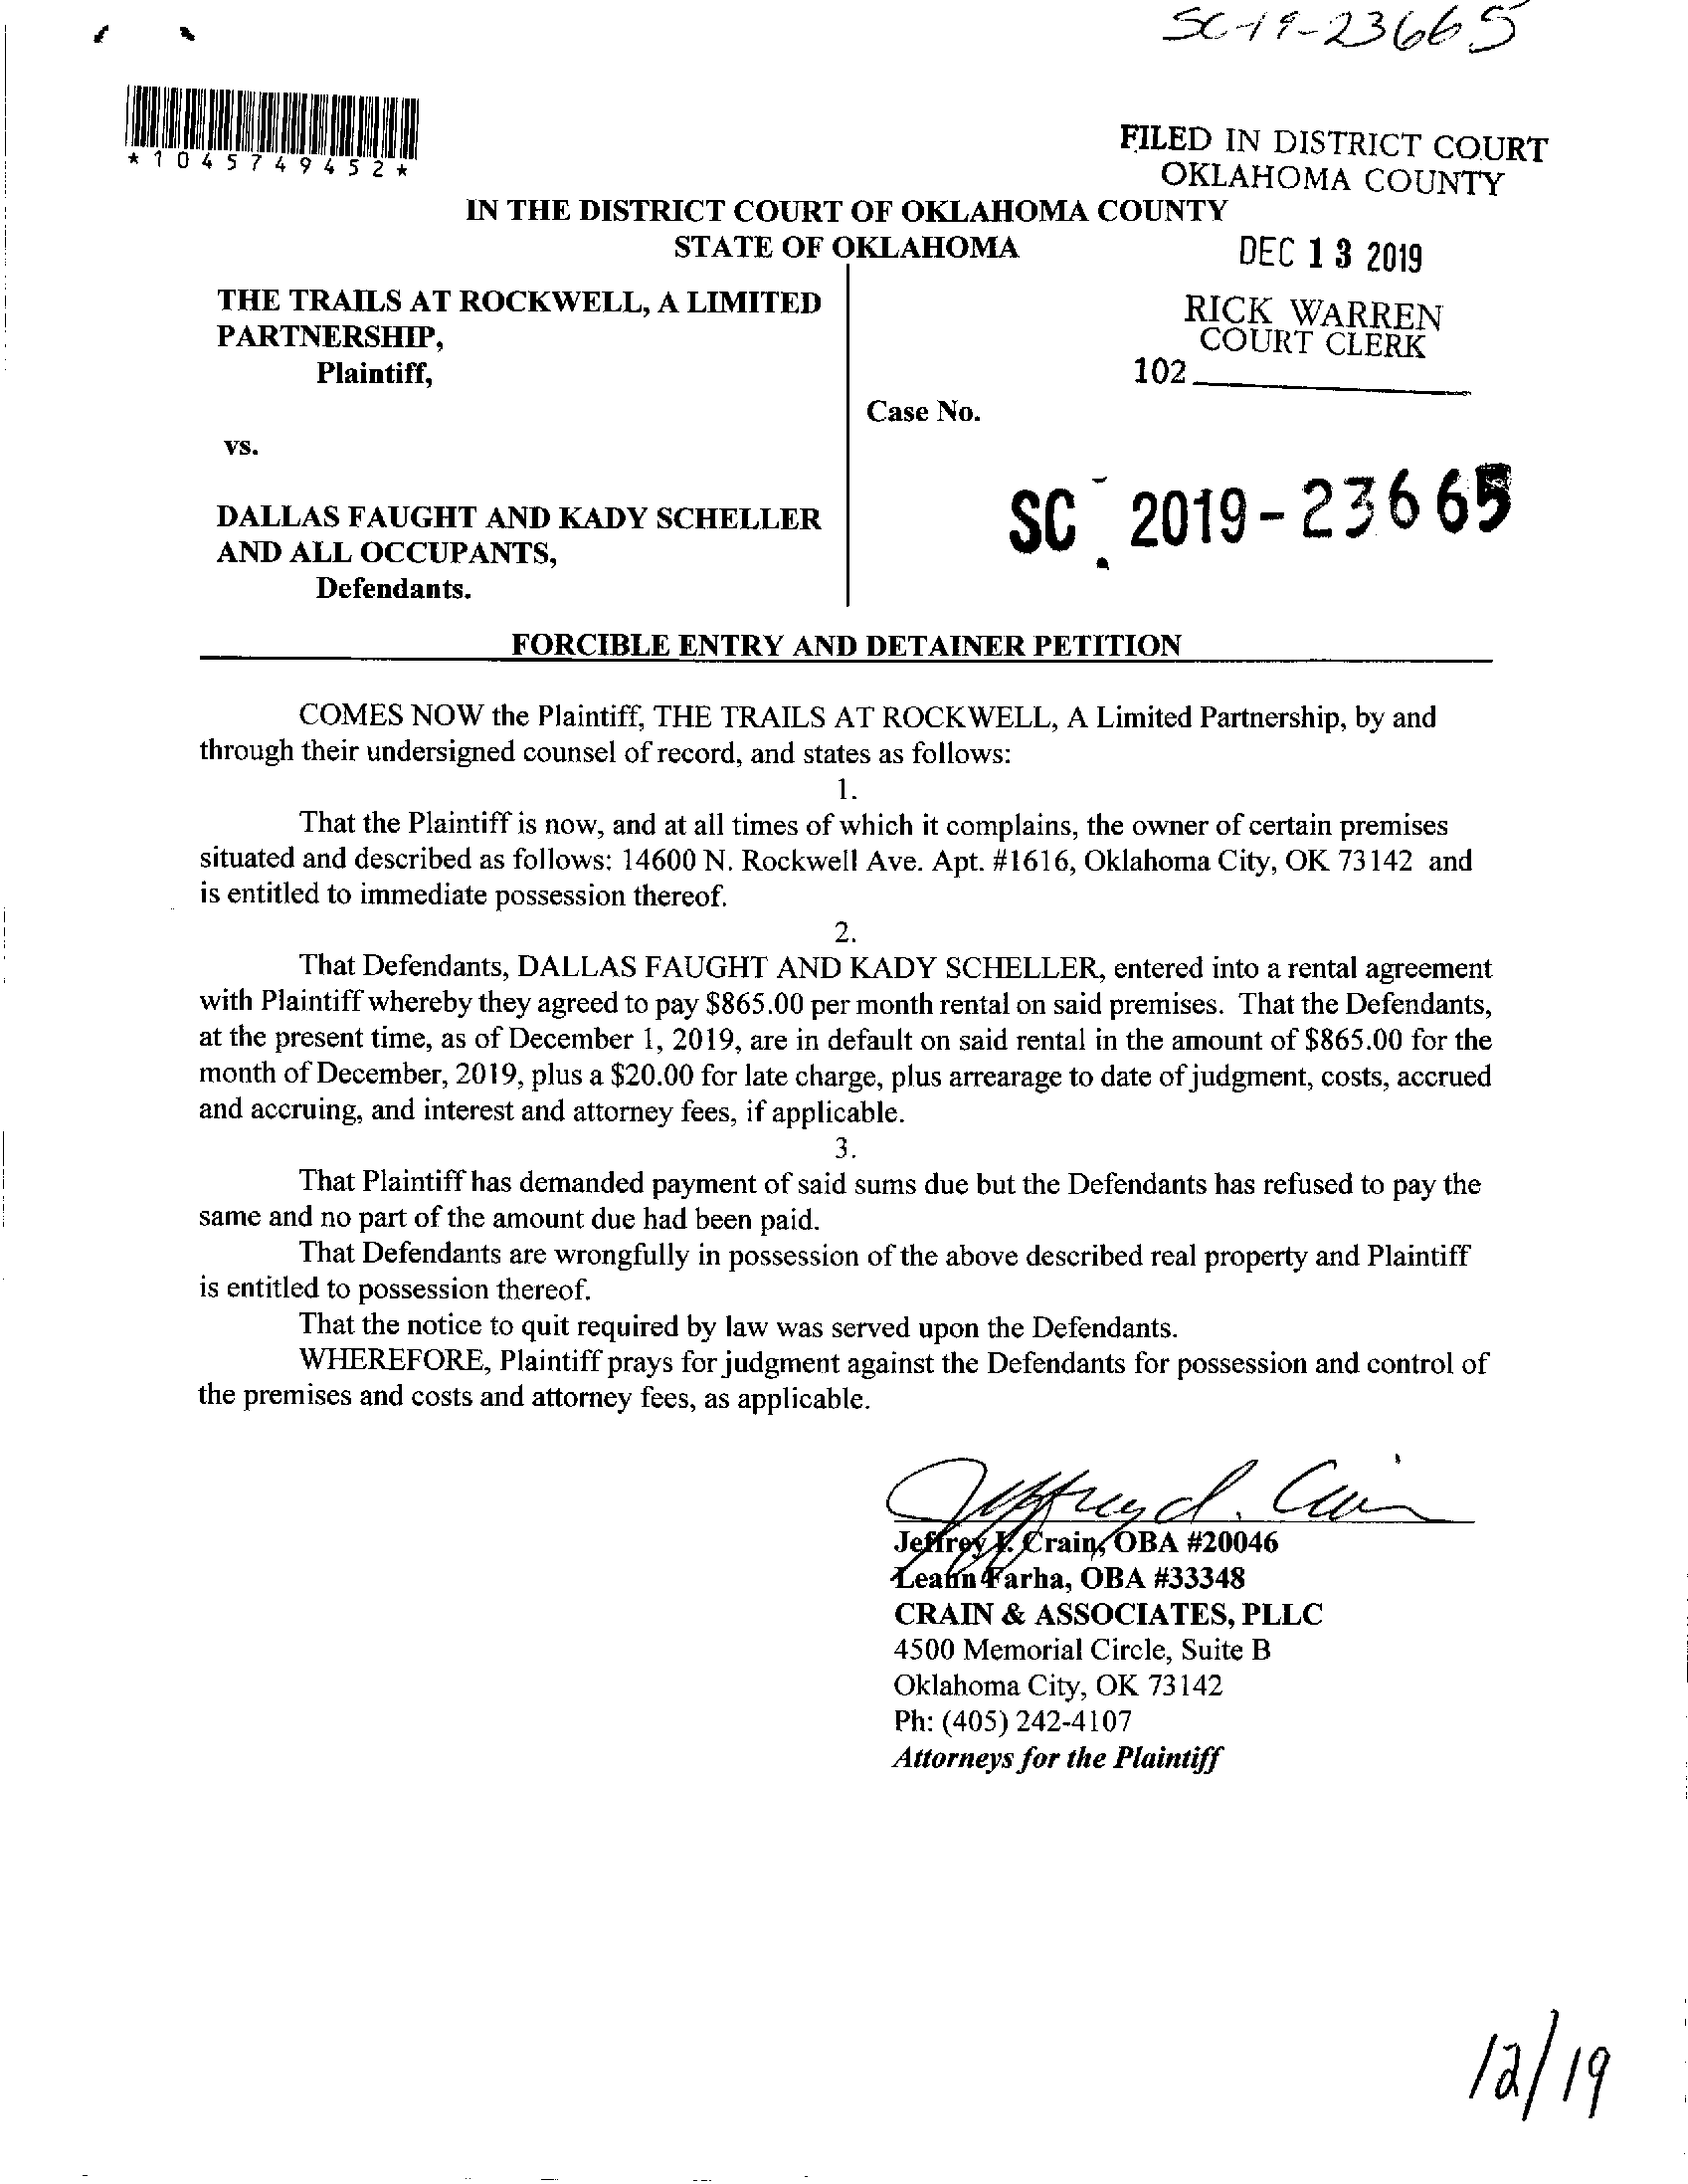 SC-19-23665
*1045749452*
FILED IN DISTRICT COURT
OKLAHOMA COUNTY
IN THE DISTRICT COURT OF OKLAHOMA COUNTY
STATE OF OKLAHOMA
DEC 13 2019
THE TRAILS AT ROCKWELL, A LIMITED
PARTNERSHIP,
Plaintiff,
RICK WARREN
COURT CLERK
102
Case No.
vs.
SC - 2019-23665
DALLAS FAUGHT AND KADY SCHELLER
AND ALL OCCUPANTS,
Defendants.
FORCIBLE ENTRY AND DETAINER PETITION
COMES NOW the Plaintiff, THE TRAILS AT ROCKWELL, A Limited Partnership, by and
through their undersigned counsel of record, and states as follows:
1.
That the Plaintiff is now, and at all times of which it complains, the owner of certain premises
situated and described as follows: 14600 N. Rockwell Ave. Apt. #1616, Oklahoma City, OK 73142 and
is entitled to immediate possession thereof.
2.
That Defendants, DALLAS FAUGHT AND KADY SCHELLER, entered into a rental agreement
with Plaintiff whereby they agreed to pay $865.00 per month rental on said premises. That the Defendants,
at the present time, as of December 1, 2019, are in default on said rental in the amount of $865.00 for the
month of December, 2019, plus a $20.00 for late charge, plus arrearage to date of judgment, costs, accrued
and accruing, and interest and attorney fees, if applicable.
3.
That Plaintiff has demanded payment of said sums due but the Defendants has refused to pay the
same and no part of the amount due had been paid.
That Defendants are wrongfully in possession of the above described real property and Plaintiff
is entitled to possession thereof.
That the notice to quit required by law was served upon the Defendants.
WHEREFORE, Plaintiff prays for judgment against the Defendants for possession and control of
the premises and costs and attorney fees, as applicable.
Jeffrey Crain, OBA #20046
Leann Farha, OBA #33348
CRAIN & ASSOCIATES, PLLC
4500 Memorial Circle, Suite B
Oklahoma City, OK 73142
Ph: (405) 242-4107
Attorneys for the Plaintiff
12/19